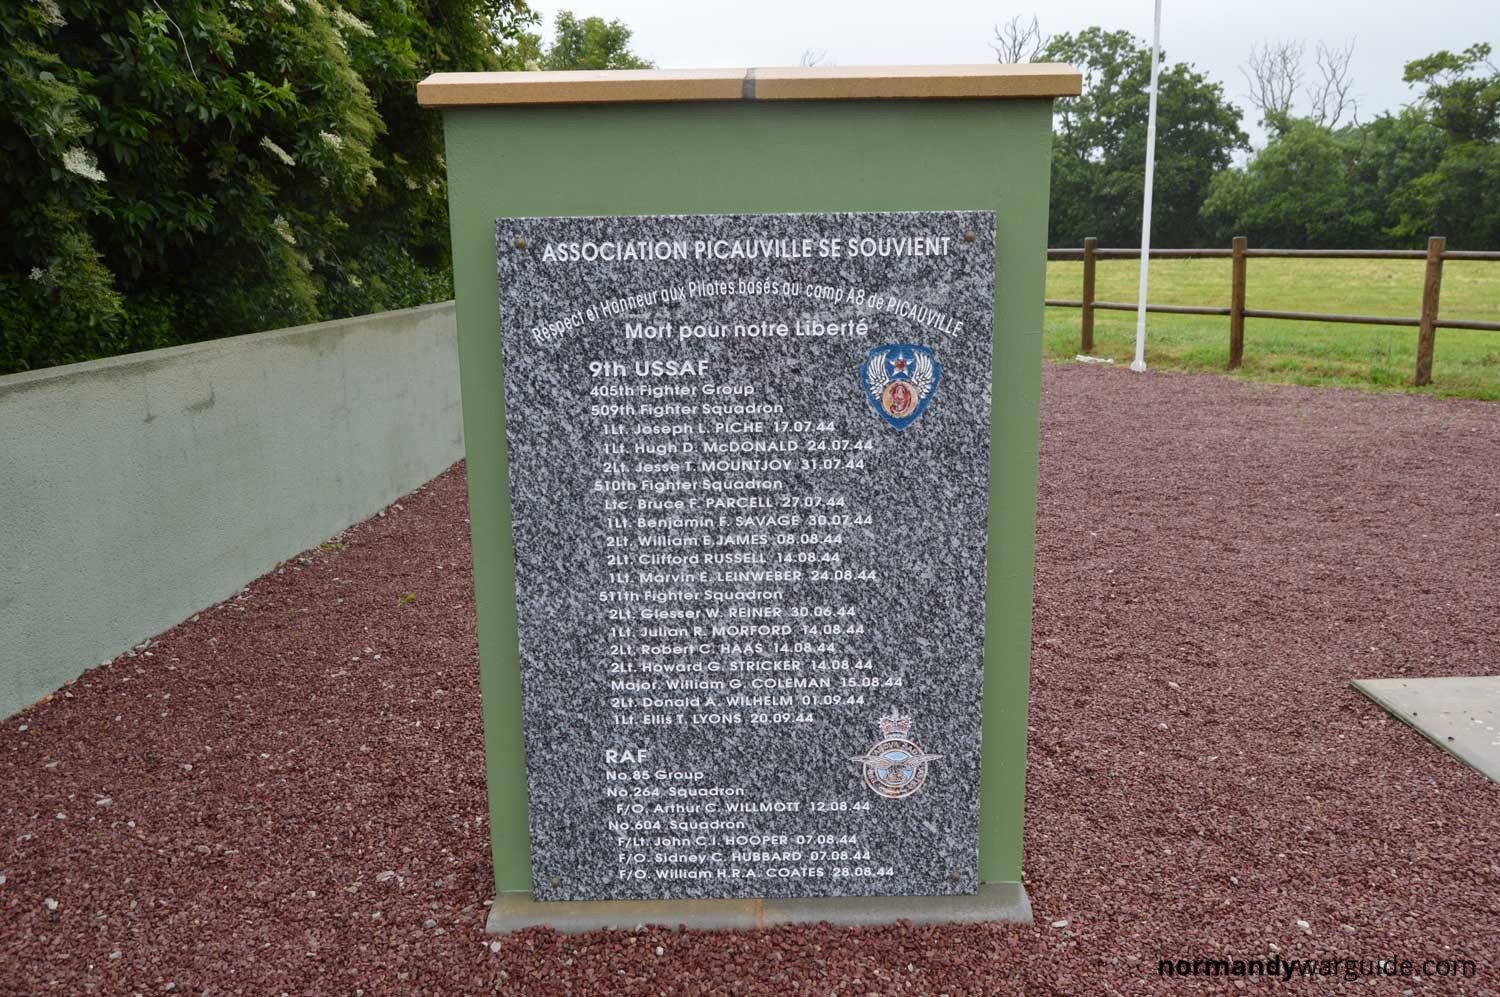 ASSOCIATION PICAUVILLE SE SOUVIENT
Respect et Honneur aux Pilotes basés au camp A8 de PICAUVILLE
Mort pour notre Liberté
9th USSAF
405th Fighter Group
509th Fighter Squadron
1Lt. Joseph L. PICHE 17.07.44
1Lt. Hugh D. McDONALD 24.07.44
2Lt. Jesse T. MOUNTJOY 31.07.44
510th Fighter Squadron
Ltc. Bruce F. PARCELL 27.07.44
1Lt. Benjamin F. SAVAGE 30.07.44
2Lt. William E.JAMES 08.08.44
2Lt. Clifford RUSSELL 14.08.44
1Lt. Marvin E. LEINWEBER 24.08.44
511th Fighter Squadron
2Lt. Glesser W. REINER 30.06.44
1Lt. Julian R. MORFORD 14.08.44
2Lt. Robert C. HAAS 14.08.44
2Lt. Howard G. STRICKER 14.08.44
Major. William G. COLEMAN 15.08.44
2Lt. Donald A. WILHELM 01.09.44
1Lt. Ellis T. LYONS 20.09.44
9
RAF
No.85 Group
No.264 Squadron
F/O. Arthur C. WILLMOTT 12.08.44
No.604 Squadron
F/Lt. John C.I. HOOPER 07.08.44
F/O. Sidney C. HUBBARD 07.08.44
F/O. William H.R.A. COATES 28.08.44
normandywarguide.com